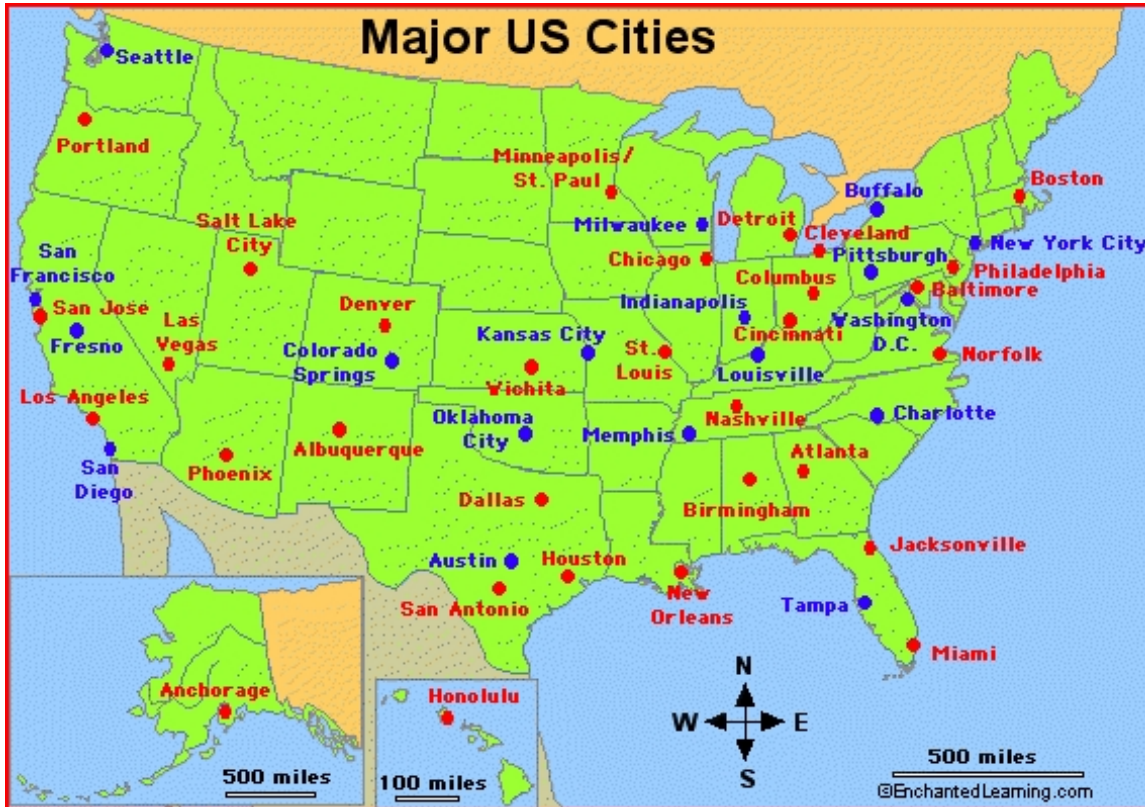 Major US Cities
Seattle
Portland
Minneapolis/
St. Paul
Boston
Buffalo
Salt Lake
City
Milwaukee
Detroit
Cleveland
New York City
San
Francisco
Chicago
Columbus
Pittsburgh
Philadelphia
San Jose
Denver
Indianapolis
Baltimore
Fresno
Las
Vegas
Colorado
Springs
Kansas City
Cincinnati
Washington
D.C.
Wichita
St.
Louis
Louisville
Norfolk
Los Angeles
Albuquerque
Oklahoma
City
Memphis
Nashville
Charlotte
San
Diego
Phoenix
Atlanta
Dallas
Birmingham
Austin
Houston
Jacksonville
San Antonio
New
Orleans
Tampa
Miami
Anchorage
Honolulu
N
W E
S
500 miles
100 miles
500 miles
©EnchantedLearning.com